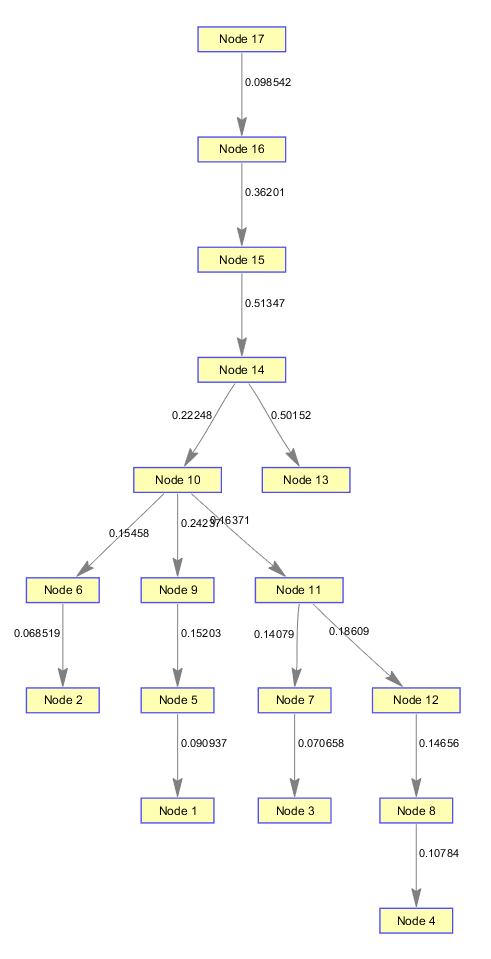 Node 17
0.098542
Node 16
0.36201
Node 15
0.51347
Node 14
0.22248
0.50152
Node 10
Node 13
0.15458
0.24237
0.16371
Node 6
Node 9
Node 11
0.068519
0.15203
0.14079
0.18609
Node 2
Node 5
Node 7
Node 12
0.090937
0.070658
0.14656
Node 1
Node 3
Node 8
0.10784
Node 4